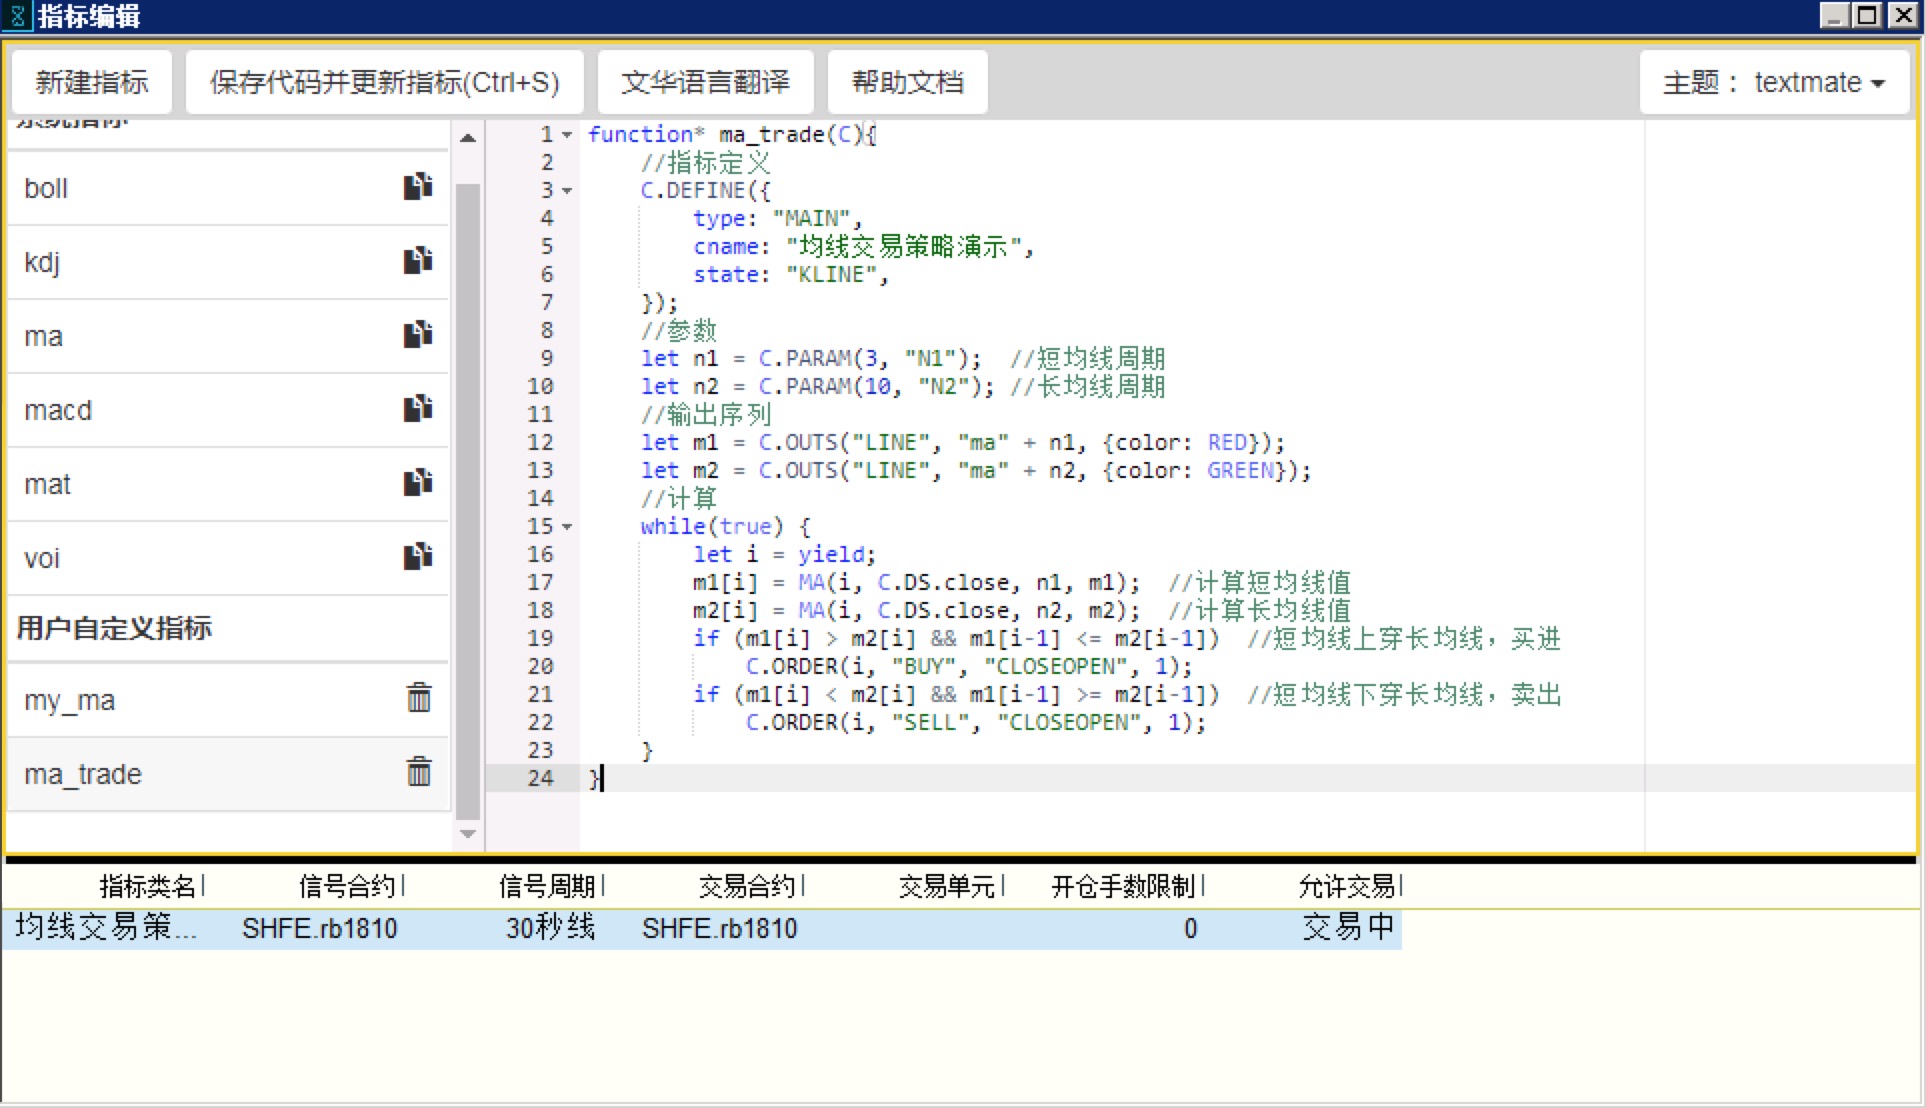 指标编辑
新建指标 保存代码并更新指标(Ctrl+S) 文华语言翻译 帮助文档 主题： textmate
系统指标
boll
kdj
ma
macd
mat
voi
用户自定义指标
my_ma
ma_trade
1 function* ma_trade(C){
2     //指标定义
3     C.DEFINE({
4         type: "MAIN",
5         cname: "均线交易策略演示",
6         state: "KLINE",
7     });
8     //参数
9     let n1 = C.PARAM(3, "N1");  //短均线周期
10     let n2 = C.PARAM(10, "N2"); //长均线周期
11     //输出序列
12     let m1 = C.OUTS("LINE", "ma" + n1, {color: RED});
13     let m2 = C.OUTS("LINE", "ma" + n2, {color: GREEN});
14     //计算
15     while(true) {
16         let i = yield;
17         m1[i] = MA(i, C.DS.close, n1, m1);  //计算短均线值
18         m2[i] = MA(i, C.DS.close, n2, m2);  //计算长均线值
19         if (m1[i] > m2[i] && m1[i-1] <= m2[i-1])  //短均线上穿长均线，买进
20             C.ORDER(i, "BUY", "CLOSEOPEN", 1);
21         if (m1[i] < m2[i] && m1[i-1] >= m2[i-1])  //短均线下穿长均线，卖出
22             C.ORDER(i, "SELL", "CLOSEOPEN", 1);
23     }
24 }
指标类名 信号合约 信号周期 交易合约 交易单元 开仓手数限制 允许交易
均线交易策... SHFE.rb1810 30秒线 SHFE.rb1810 0 交易中